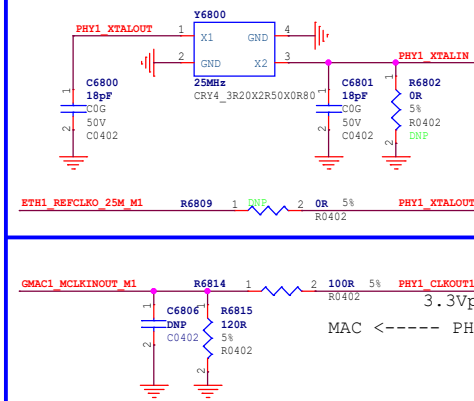 Y6800
PHY1_XTALOUT
1
X1
GND
4
2
GND
X2
3
PHY1_XTALIN
25MHz
CRY4_3R20X2R50X0R80
1
C6800
18pF
C0G
50V
C0402
2
1
C6801
18pF
C0G
50V
C0402
2
1
R6802
0R
5%
R0402
DNP
2
ETH1_REFCLKO_25M_M1
R6809
1
DNP
2
0R
5%
R0402
PHY1_XTALOUT
GMAC1_MCLKINOUT_M1
R6814
1
2
100R
5%
R0402
PHY1_CLKOUT1
3.3Vp
MAC <----- PH
1
C6806
DNP
C0402
2
1
R6815
120R
5%
R0402
2